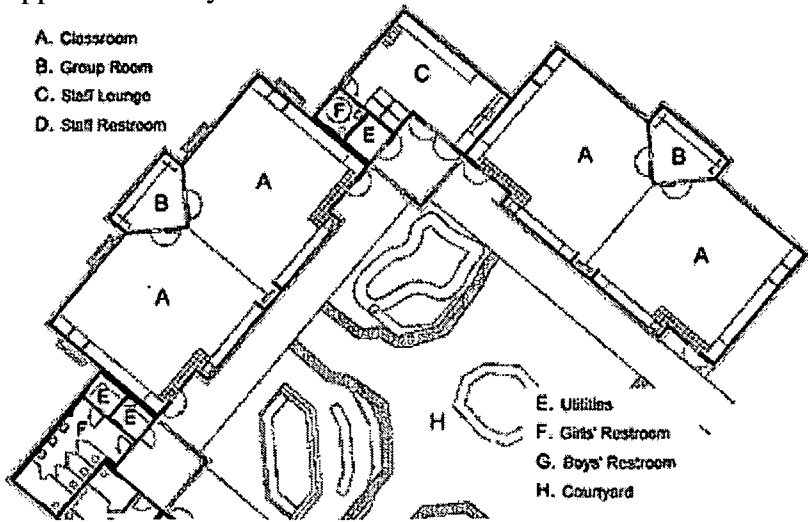 A. Classroom
B. Group Room
C. Staff Lounge
D. Staff Restroom
C
F
E
A
B
A
B
A
A
E
E
F
H
E. Utilities
F. Girls' Restroom
G. Boys' Restroom
H. Courtyard